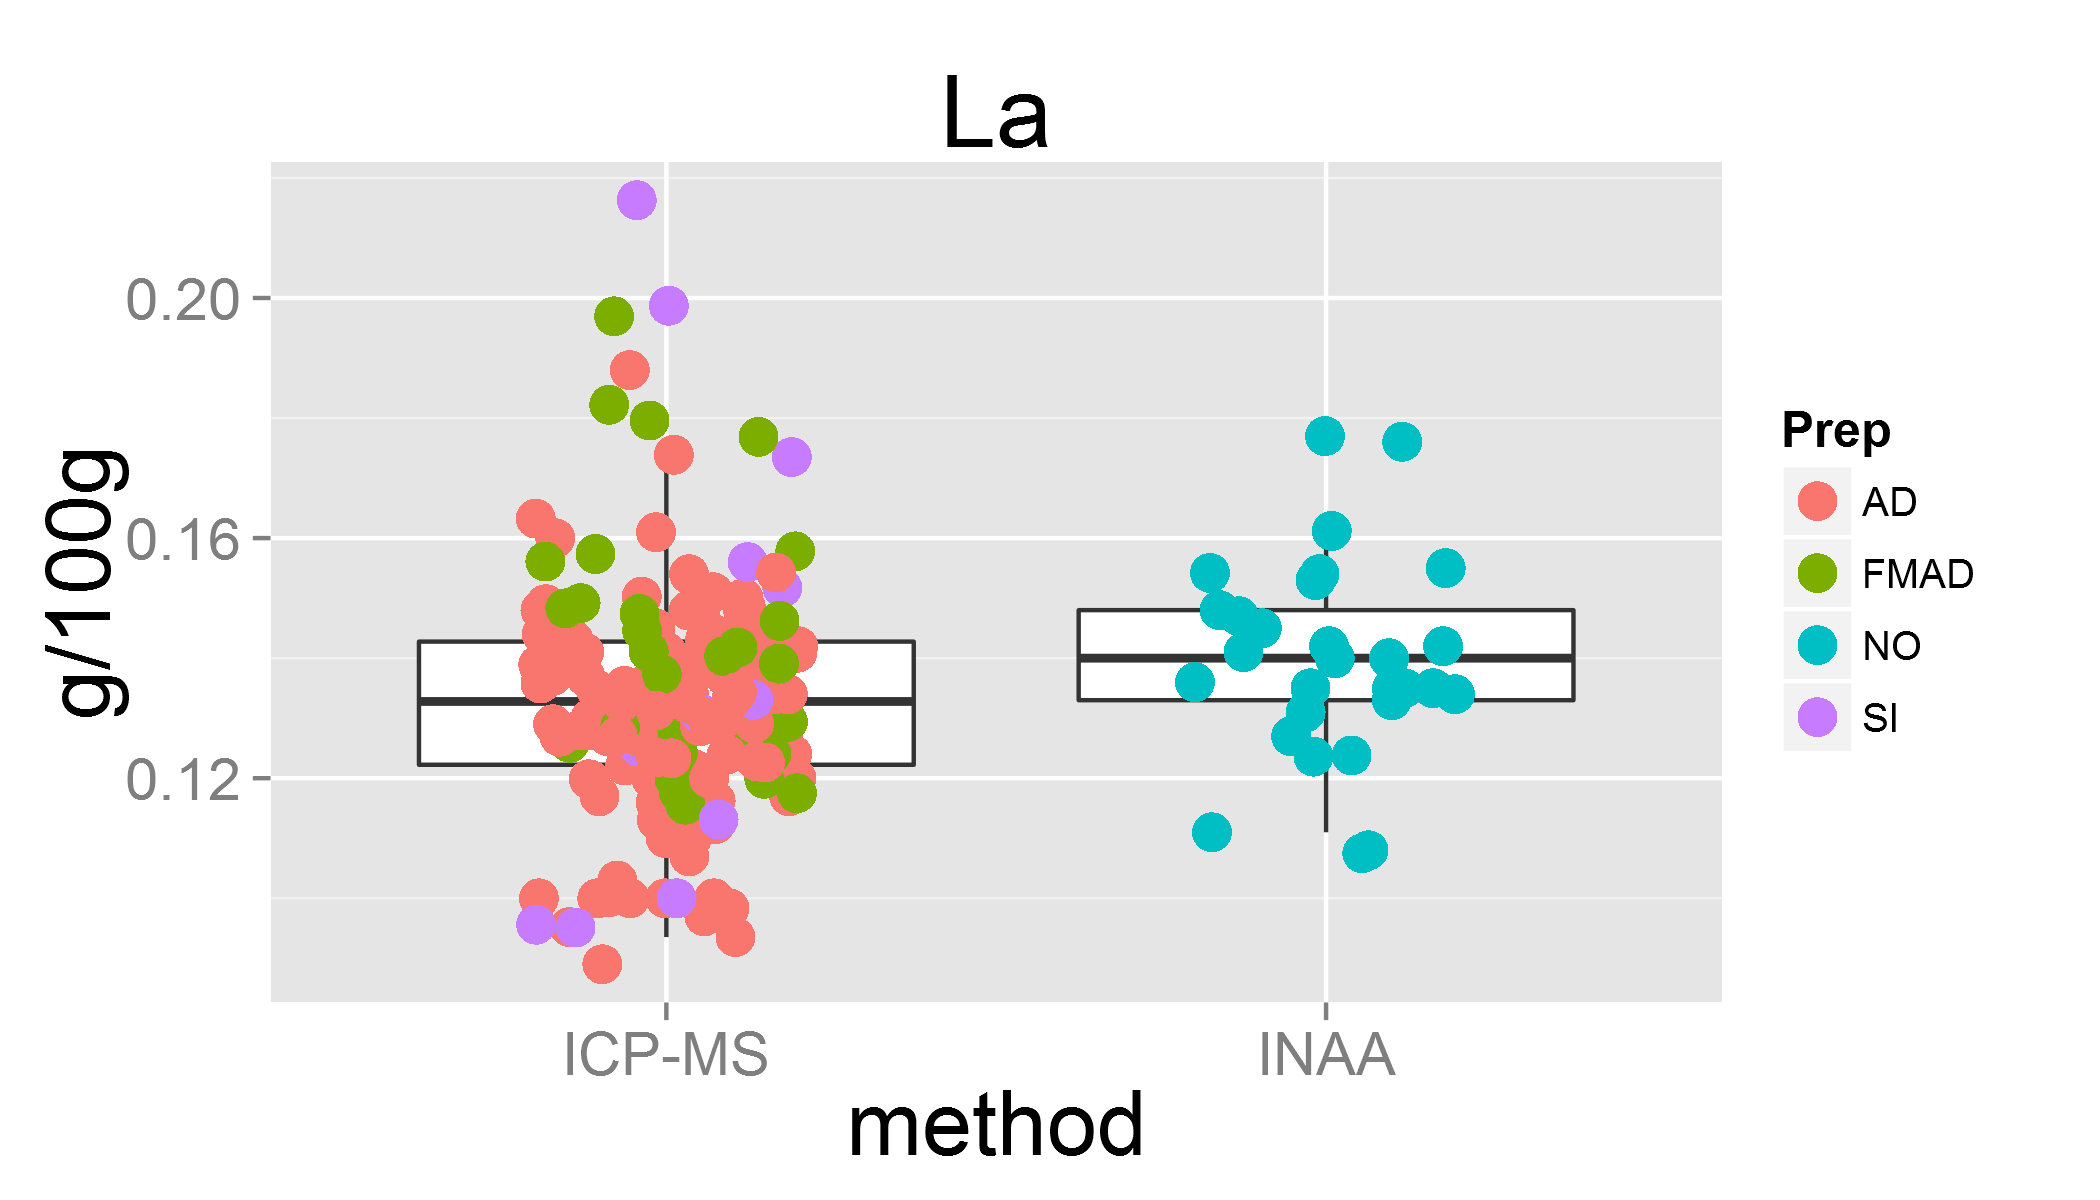 La
g/100g
0.20
0.16
0.12
ICP-MS
INAA
method
Prep
AD
FMAD
NO
SI